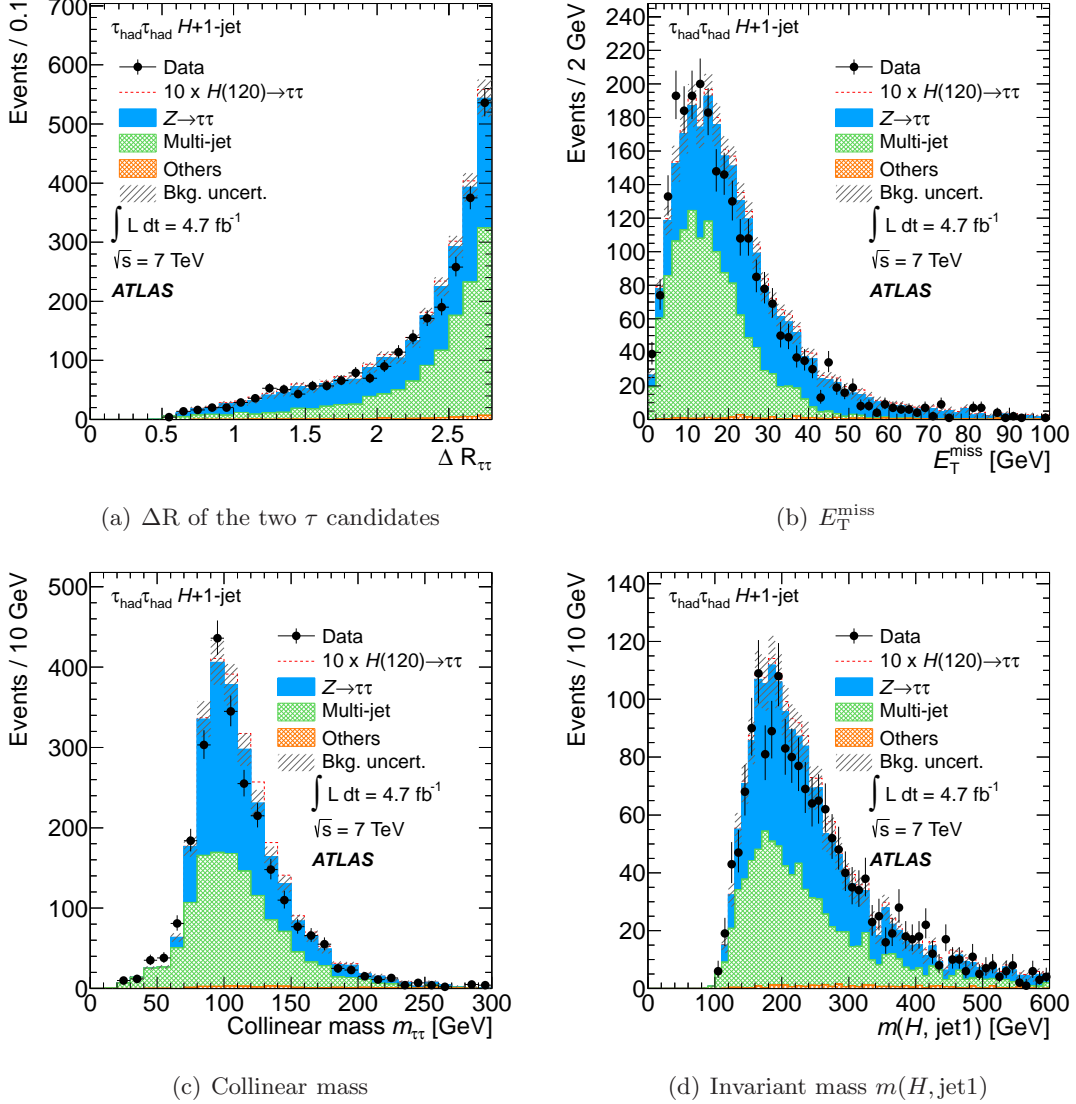 Events / 0.1
700
600
500
400
300
200
100
0
τhadτhad H+1-jet
Data
10 x H(120)→ττ
Z→ττ
Multi-jet
Others
Bkg. uncert.
∫ L dt = 4.7 fb⁻¹
√s = 7 TeV
ATLAS
0 0.5 1 1.5 2 2.5
Δ Rττ
(a) ΔR of the two τ candidates
Events / 2 GeV
240
220
200
180
160
140
120
100
80
60
40
20
0
τhadτhad H+1-jet
Data
10 x H(120)→ττ
Z→ττ
Multi-jet
Others
Bkg. uncert.
∫ L dt = 4.7 fb⁻¹
√s = 7 TeV
ATLAS
0 10 20 30 40 50 60 70 80 90 100
E_T^miss [GeV]
(b) E_T^miss
Events / 10 GeV
500
400
300
200
100
0
τhadτhad H+1-jet
Data
10 x H(120)→ττ
Z→ττ
Multi-jet
Others
Bkg. uncert.
∫ L dt = 4.7 fb⁻¹
√s = 7 TeV
ATLAS
0 50 100 150 200 250 300
Collinear mass mττ [GeV]
(c) Collinear mass
Events / 10 GeV
140
120
100
80
60
40
20
0
τhadτhad H+1-jet
Data
10 x H(120)→ττ
Z→ττ
Multi-jet
Others
Bkg. uncert.
∫ L dt = 4.7 fb⁻¹
√s = 7 TeV
ATLAS
0 100 200 300 400 500 600
m(H, jet1) [GeV]
(d) Invariant mass m(H, jet1)